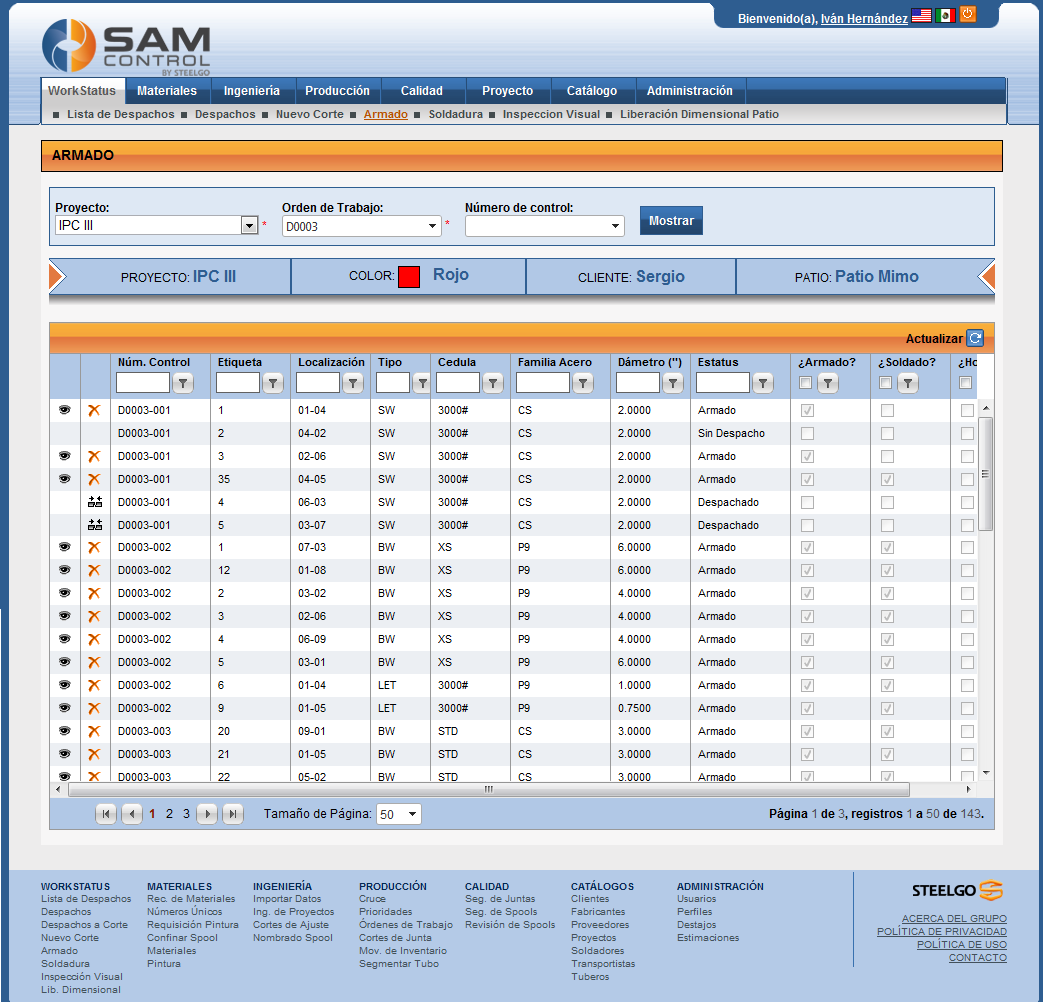 Bienvenido(a), Iván Hernández
SAM
CONTROL
BY STEELGO
WorkStatus Materiales Ingeniería Producción Calidad Proyecto Catálogo Administración
Lista de Despachos Despachos Nuevo Corte Armado Soldadura Inspeccion Visual Liberación Dimensional Patio
ARMADO
Proyecto: Orden de Trabajo: Número de control:
IPC III * D0003 * Mostrar
PROYECTO: IPC III COLOR: Rojo CLIENTE: Sergio PATIO: Patio Mimo
Actualizar
Núm. Control Etiqueta Localización Tipo Cedula Familia Acero Dámetro (") Estatus ¿Armado? ¿Soldado? ¿Ho
D0003-001 1 01-04 SW 3000# CS 2.0000 Armado
D0003-001 2 04-02 SW 3000# CS 2.0000 Sin Despacho
D0003-001 3 02-06 SW 3000# CS 2.0000 Armado
D0003-001 35 04-05 SW 3000# CS 2.0000 Armado
D0003-001 4 06-03 SW 3000# CS 2.0000 Despachado
D0003-001 5 03-07 SW 3000# CS 2.0000 Despachado
D0003-002 1 07-03 BW XS P9 6.0000 Armado
D0003-002 12 01-08 BW XS P9 6.0000 Armado
D0003-002 2 03-02 BW XS P9 4.0000 Armado
D0003-002 3 02-06 BW XS P9 4.0000 Armado
D0003-002 4 06-09 BW XS P9 4.0000 Armado
D0003-002 5 03-01 BW XS P9 6.0000 Armado
D0003-002 6 01-04 LET 3000# P9 1.0000 Armado
D0003-002 9 01-05 LET 3000# P9 0.7500 Armado
D0003-003 20 09-01 BW STD CS 3.0000 Armado
D0003-003 21 01-05 BW STD CS 3.0000 Armado
D0003-003 22 05-02 BW STD CS 3.0000 Armado
1 2 3 Tamaño de Página: 50 Página 1 de 3, registros 1 a 50 de 143.
WORKSTATUS
Lista de Despachos
Despachos
Despachos a Corte
Nuevo Corte
Armado
Soldadura
Inspección Visual
Lib. Dimensional
MATERIALES
Rec. de Materiales
Números Únicos
Requisición Pintura
Confinar Spool
Materiales
Pintura
INGENIERÍA
Importar Datos
Ing. de Proyectos
Cortes de Ajuste
Nombrado Spool
PRODUCCIÓN
Cruce
Prioridades
Órdenes de Trabajo
Cortes de Junta
Mov. de Inventario
Segmentar Tubo
CALIDAD
Seg. de Juntas
Seg. de Spools
Revisión de Spools
CATÁLOGOS
Clientes
Fabricantes
Proveedores
Proyectos
Soldadores
Transportistas
Tuberos
ADMINISTRACIÓN
Usuarios
Perfiles
Destajos
Estimaciones
STEELGO
ACERCA DEL GRUPO
POLÍTICA DE PRIVACIDAD
POLÍTICA DE USO
CONTACTO